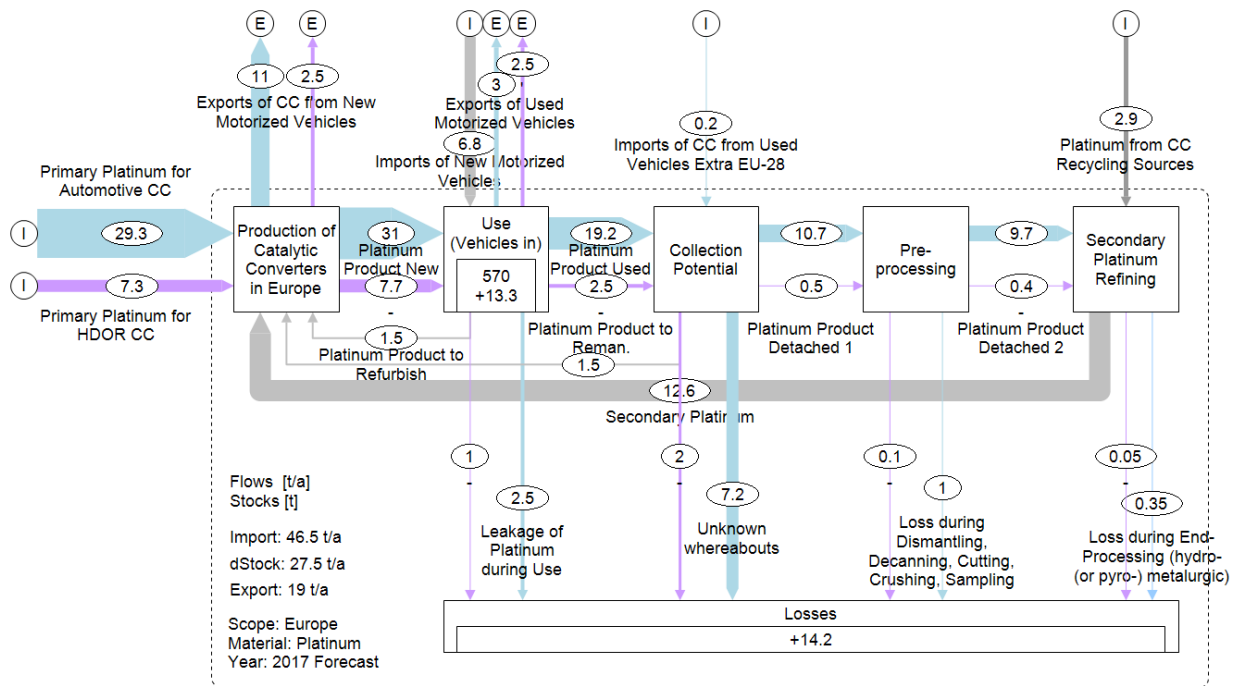 E
E
I
E
E
I
I
11
2.5
3
2.5
Exports of CC from New
Motorized Vehicles
Exports of Used
Motorized Vehicles
-
6.8
Imports of New Motorized
Vehicles
0.2
Imports of CC from Used
Vehicles Extra EU-28
2.9
Platinum from CC
Recycling Sources
Primary Platinum for
Automotive CC
I
29.3
I
7.3
Primary Platinum for
HDOR CC
Production of
Catalytic
Converters
in Europe
31
Platinum
Product New
7.7
-
Use
(Vehicles in)
570
+13.3
19.2
Platinum
Product Used
2.5
-
Collection
Potential
10.7
0.5
-
Pre-
processing
9.7
0.4
-
Secondary
Platinum
Refining
1.5
Platinum Product to
Refurbish
Platinum Product to
Reman.
1.5
Platinum Product
Detached 1
Platinum Product
Detached 2
12.6
Secondary Platinum
1
-
2.5
Leakage of
Platinum
during Use
2
-
7.2
Unknown
whereabouts
0.1
-
1
Loss during
Dismantling,
Decanning, Cutting,
Crushing, Sampling
0.05
-
0.35
Loss during End-
Processing (hydro-
(or pyro-) metalurgic)
Flows [t/a]
Stocks [t]
Import: 46.5 t/a
dStock: 27.5 t/a
Export: 19 t/a
Scope: Europe
Material: Platinum
Year: 2017 Forecast
Losses
+14.2